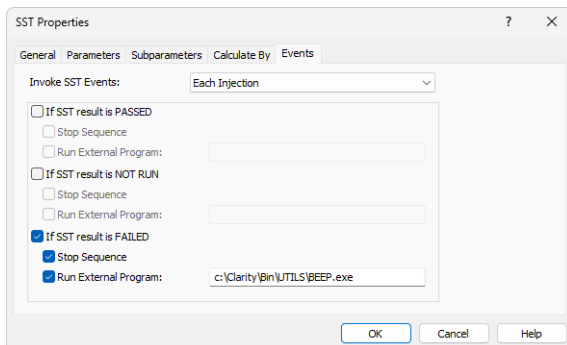 SST Properties ? ×
General Parameters Subparameters Calculate By Events
Invoke SST Events: Each Injection
If SST result is PASSED
Stop Sequence
Run External Program:
If SST result is NOT RUN
Stop Sequence
Run External Program:
If SST result is FAILED
Stop Sequence
Run External Program: c:\Clarity\Bin\UTILS\BEEP.exe
OK Cancel Help